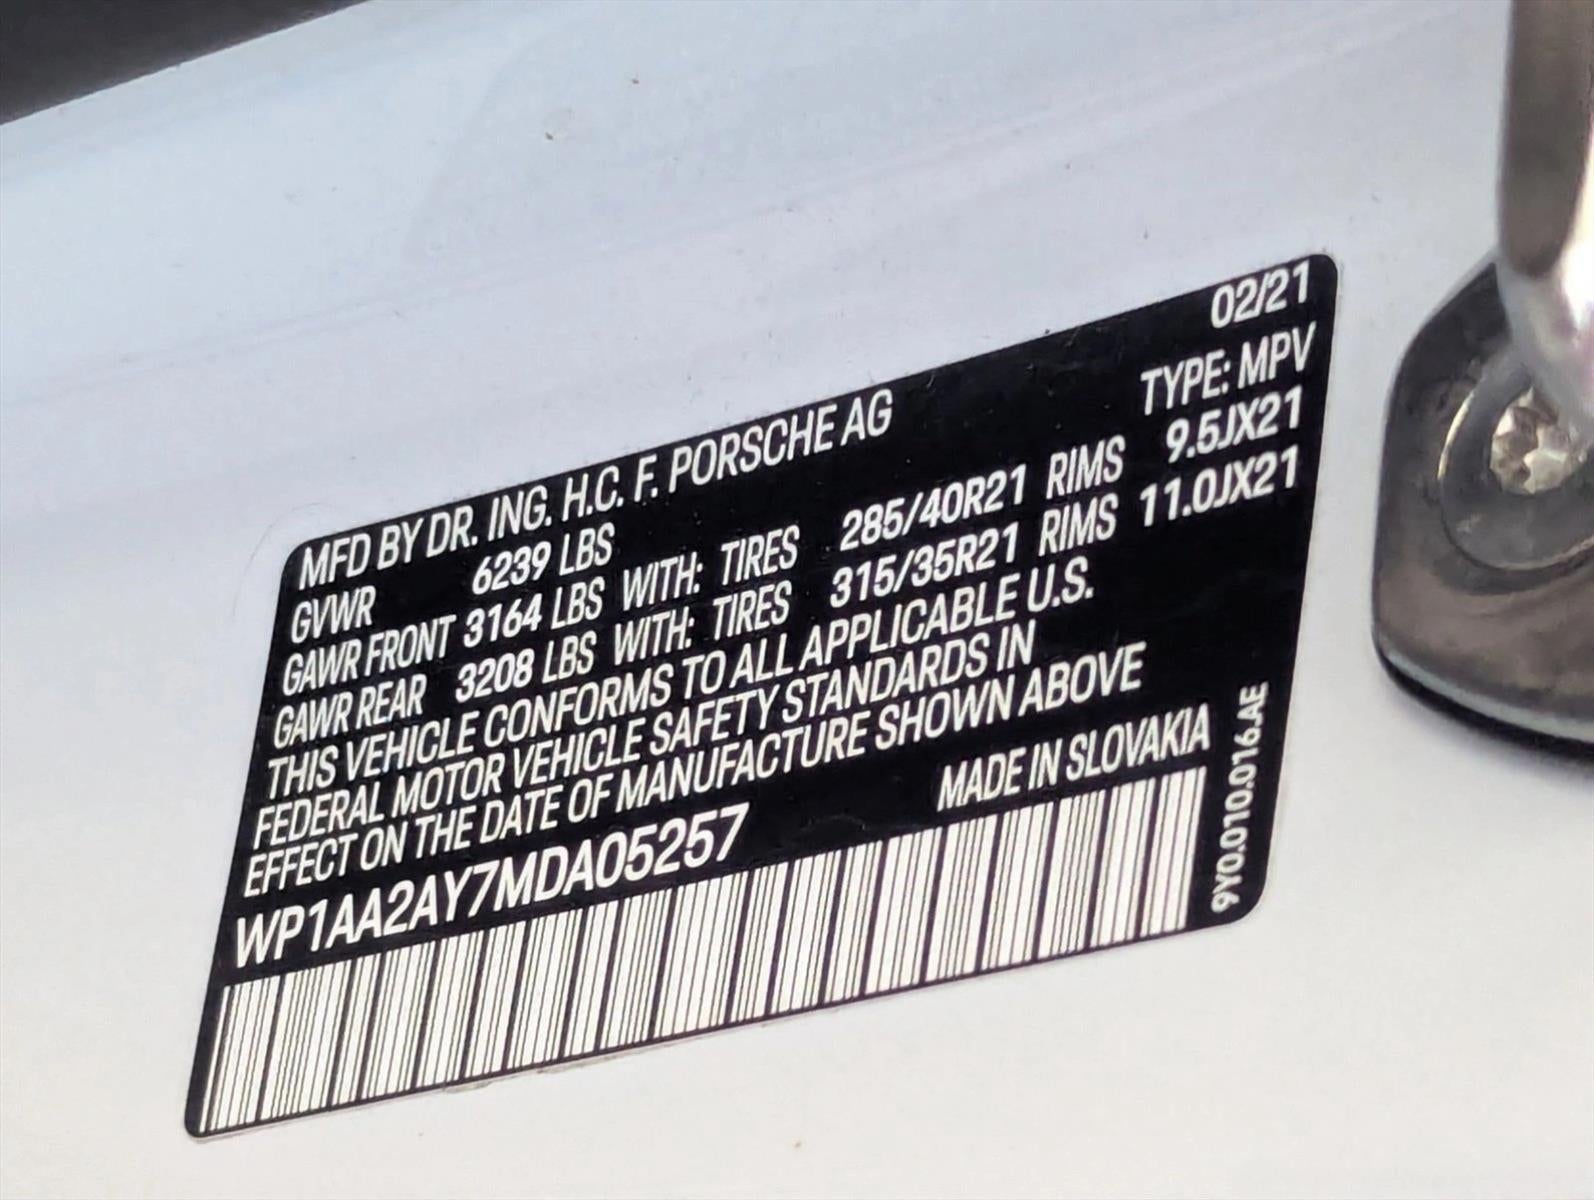 02/21
MFD BY DR. ING. H.C. F. PORSCHE AG TYPE: MPV
GVWR 6239 LBS
GAWR FRONT 3164 LBS WITH: TIRES 285/40R21 RIMS 9.5JX21
GAWR REAR 3208 LBS WITH: TIRES 315/35R21 RIMS 11.0JX21
THIS VEHICLE CONFORMS TO ALL APPLICABLE U.S.
FEDERAL MOTOR VEHICLE SAFETY STANDARDS IN
EFFECT ON THE DATE OF MANUFACTURE SHOWN ABOVE
WP1AA2AY7MDA05257 MADE IN SLOVAKIA
9Y0.010.016.AE